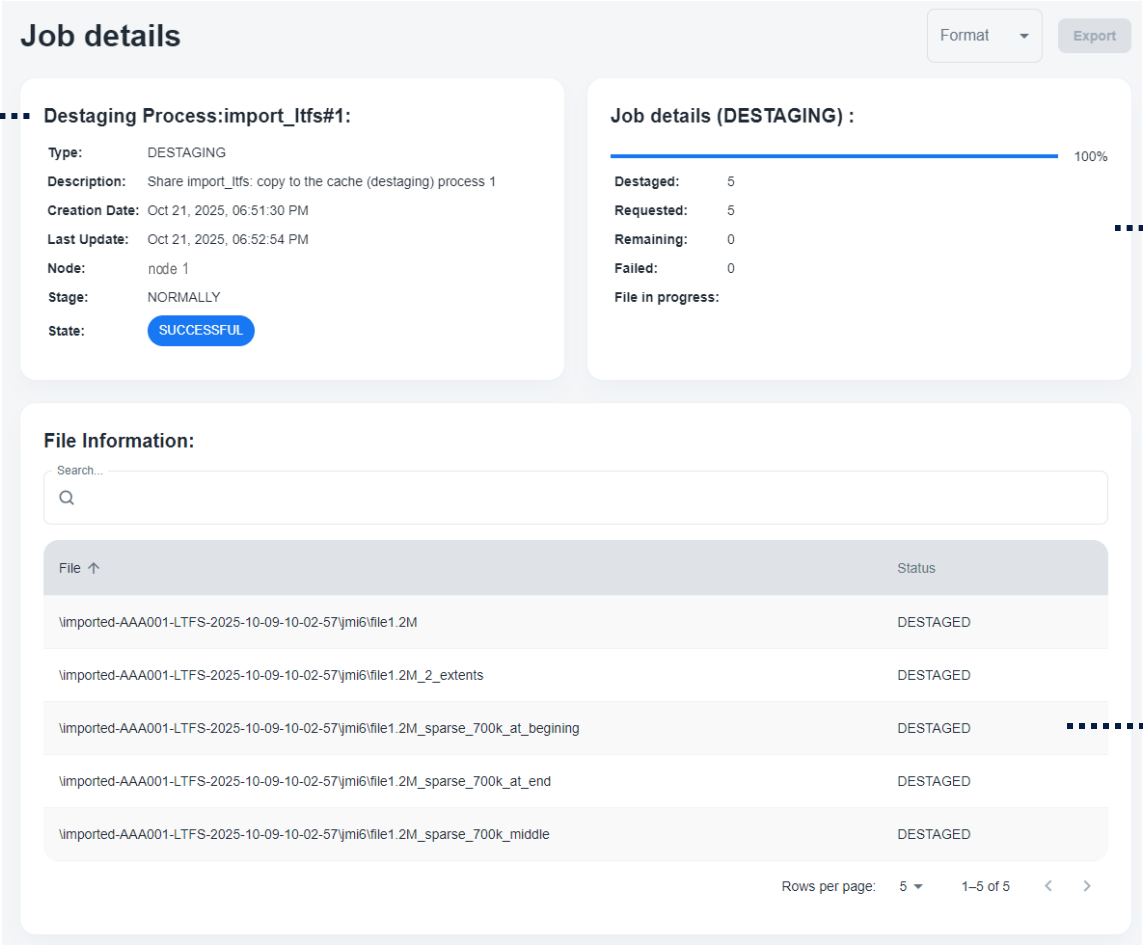 Job details
Format
Export
Destaging Process:import_ltfs#1:
Type: DESTAGING
Description: Share import_ltfs: copy to the cache (destaging) process 1
Creation Date: Oct 21, 2025, 06:51:30 PM
Last Update: Oct 21, 2025, 06:52:54 PM
Node: node 1
Stage: NORMALLY
State: SUCCESSFUL
Job details (DESTAGING) :
100%
Destaged: 5
Requested: 5
Remaining: 0
Failed: 0
File in progress:
File Information:
Search...
File Status
\imported-AAA001-LTFS-2025-10-09-10-02-57\jmi6\file1.2M DESTAGED
\imported-AAA001-LTFS-2025-10-09-10-02-57\jmi6\file1.2M_2_extents DESTAGED
\imported-AAA001-LTFS-2025-10-09-10-02-57\jmi6\file1.2M_sparse_700k_at_begining DESTAGED
\imported-AAA001-LTFS-2025-10-09-10-02-57\jmi6\file1.2M_sparse_700k_at_end DESTAGED
\imported-AAA001-LTFS-2025-10-09-10-02-57\jmi6\file1.2M_sparse_700k_middle DESTAGED
Rows per page: 5 1–5 of 5